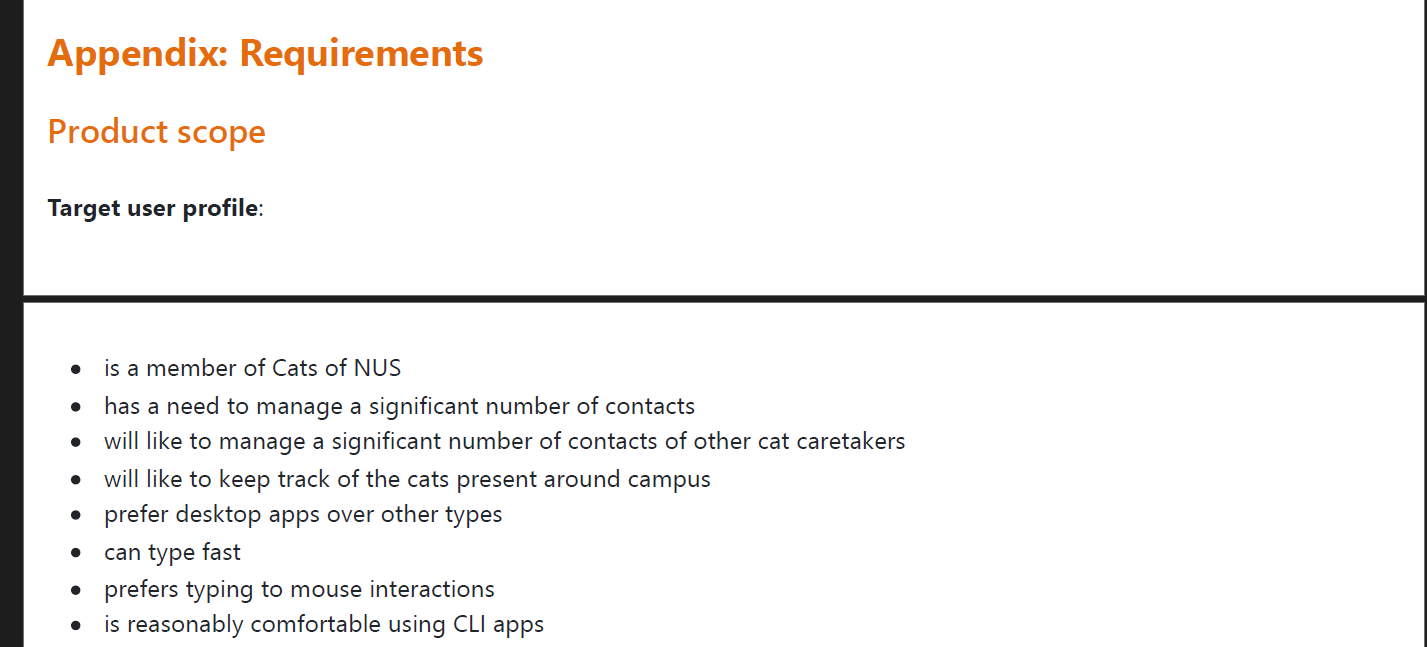 Appendix: Requirements
Product scope
Target user profile:
is a member of Cats of NUS
has a need to manage a significant number of contacts
will like to manage a significant number of contacts of other cat caretakers
will like to keep track of the cats present around campus
prefer desktop apps over other types
can type fast
prefers typing to mouse interactions
is reasonably comfortable using CLI apps